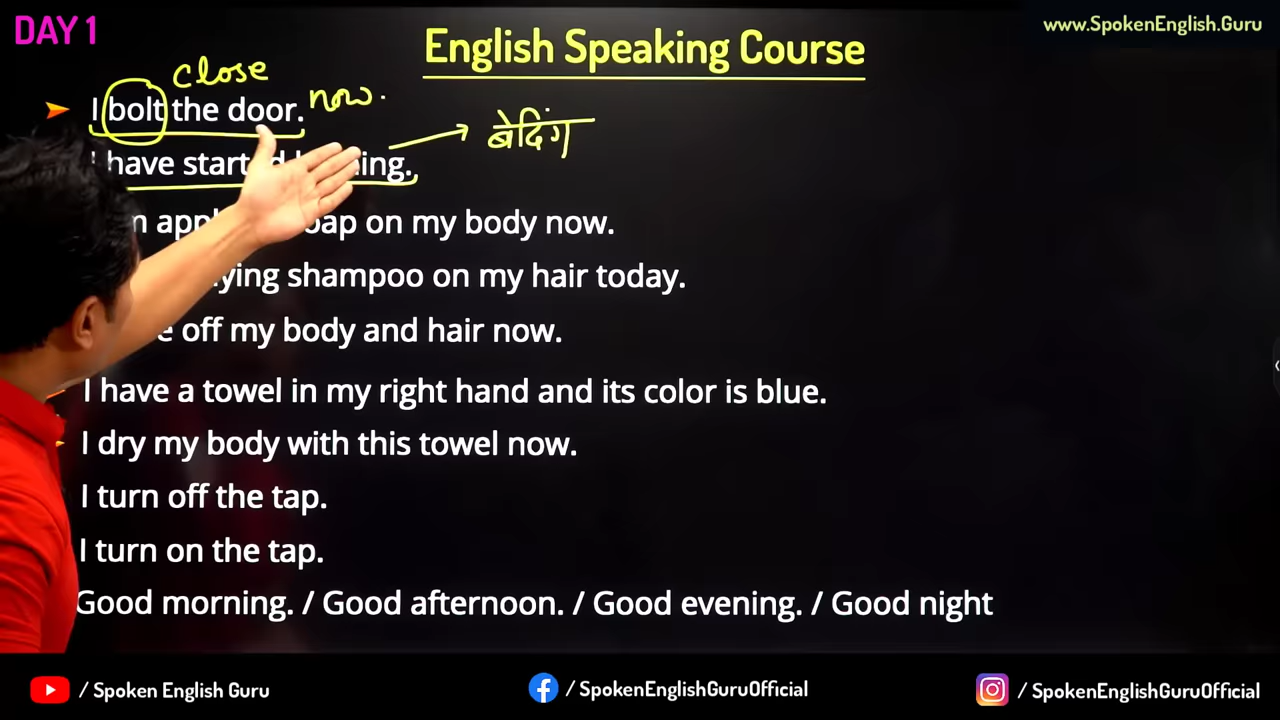 DAY 1
www.SpokenEnglish.Guru
English Speaking Course
close
I bolt the door. now.
have started ing. बेदिंग
soap on my body now.
shampoo on my hair today.
off my body and hair now.
I have a towel in my right hand and its color is blue.
I dry my body with this towel now.
I turn off the tap.
I turn on the tap.
Good morning. / Good afternoon. / Good evening. / Good night
/ Spoken English Guru
/ SpokenEnglishGuruOfficial
/ SpokenEnglishGuruOfficial